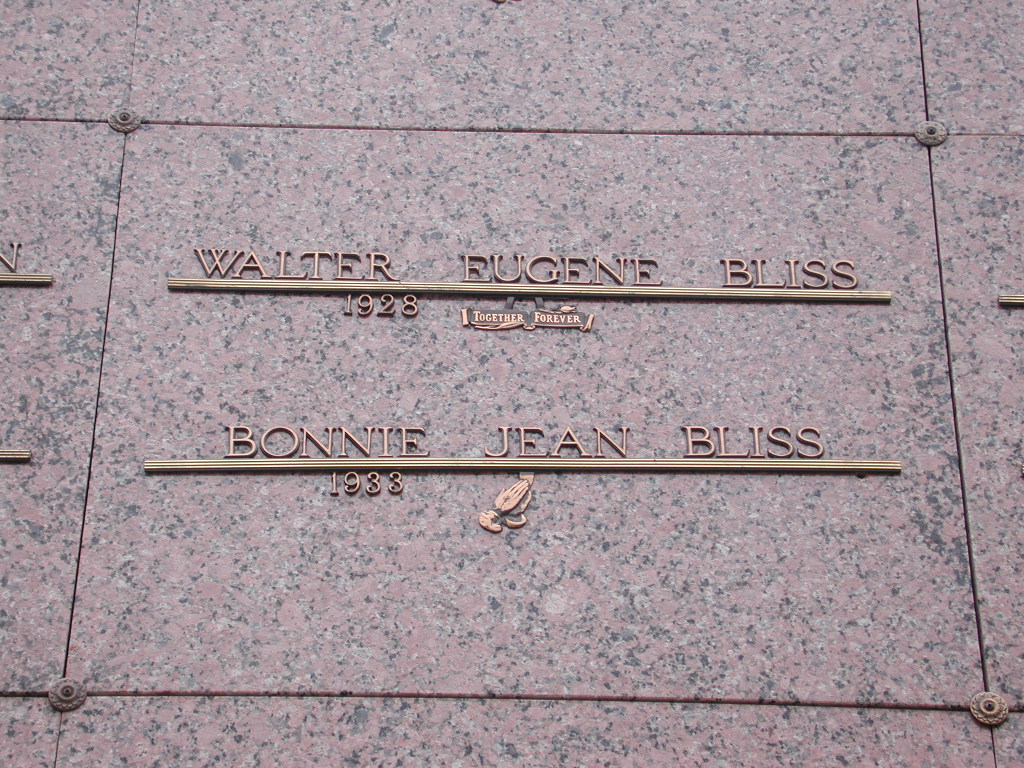 WALTER EUGENE BLISS
1928
TOGETHER FOREVER
BONNIE JEAN BLISS
1933
N